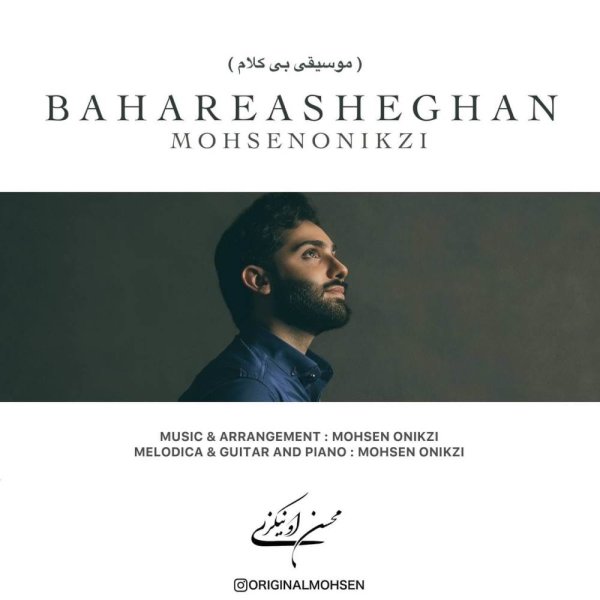 ( موسیقی بی کلام )
BAHAREASHEGHAN
MOHSENONIKZI
MUSIC & ARRANGEMENT : MOHSEN ONIKZI
MELODICA & GUITAR AND PIANO : MOHSEN ONIKZI
محسن اونیکزی
ORIGINALMOHSEN